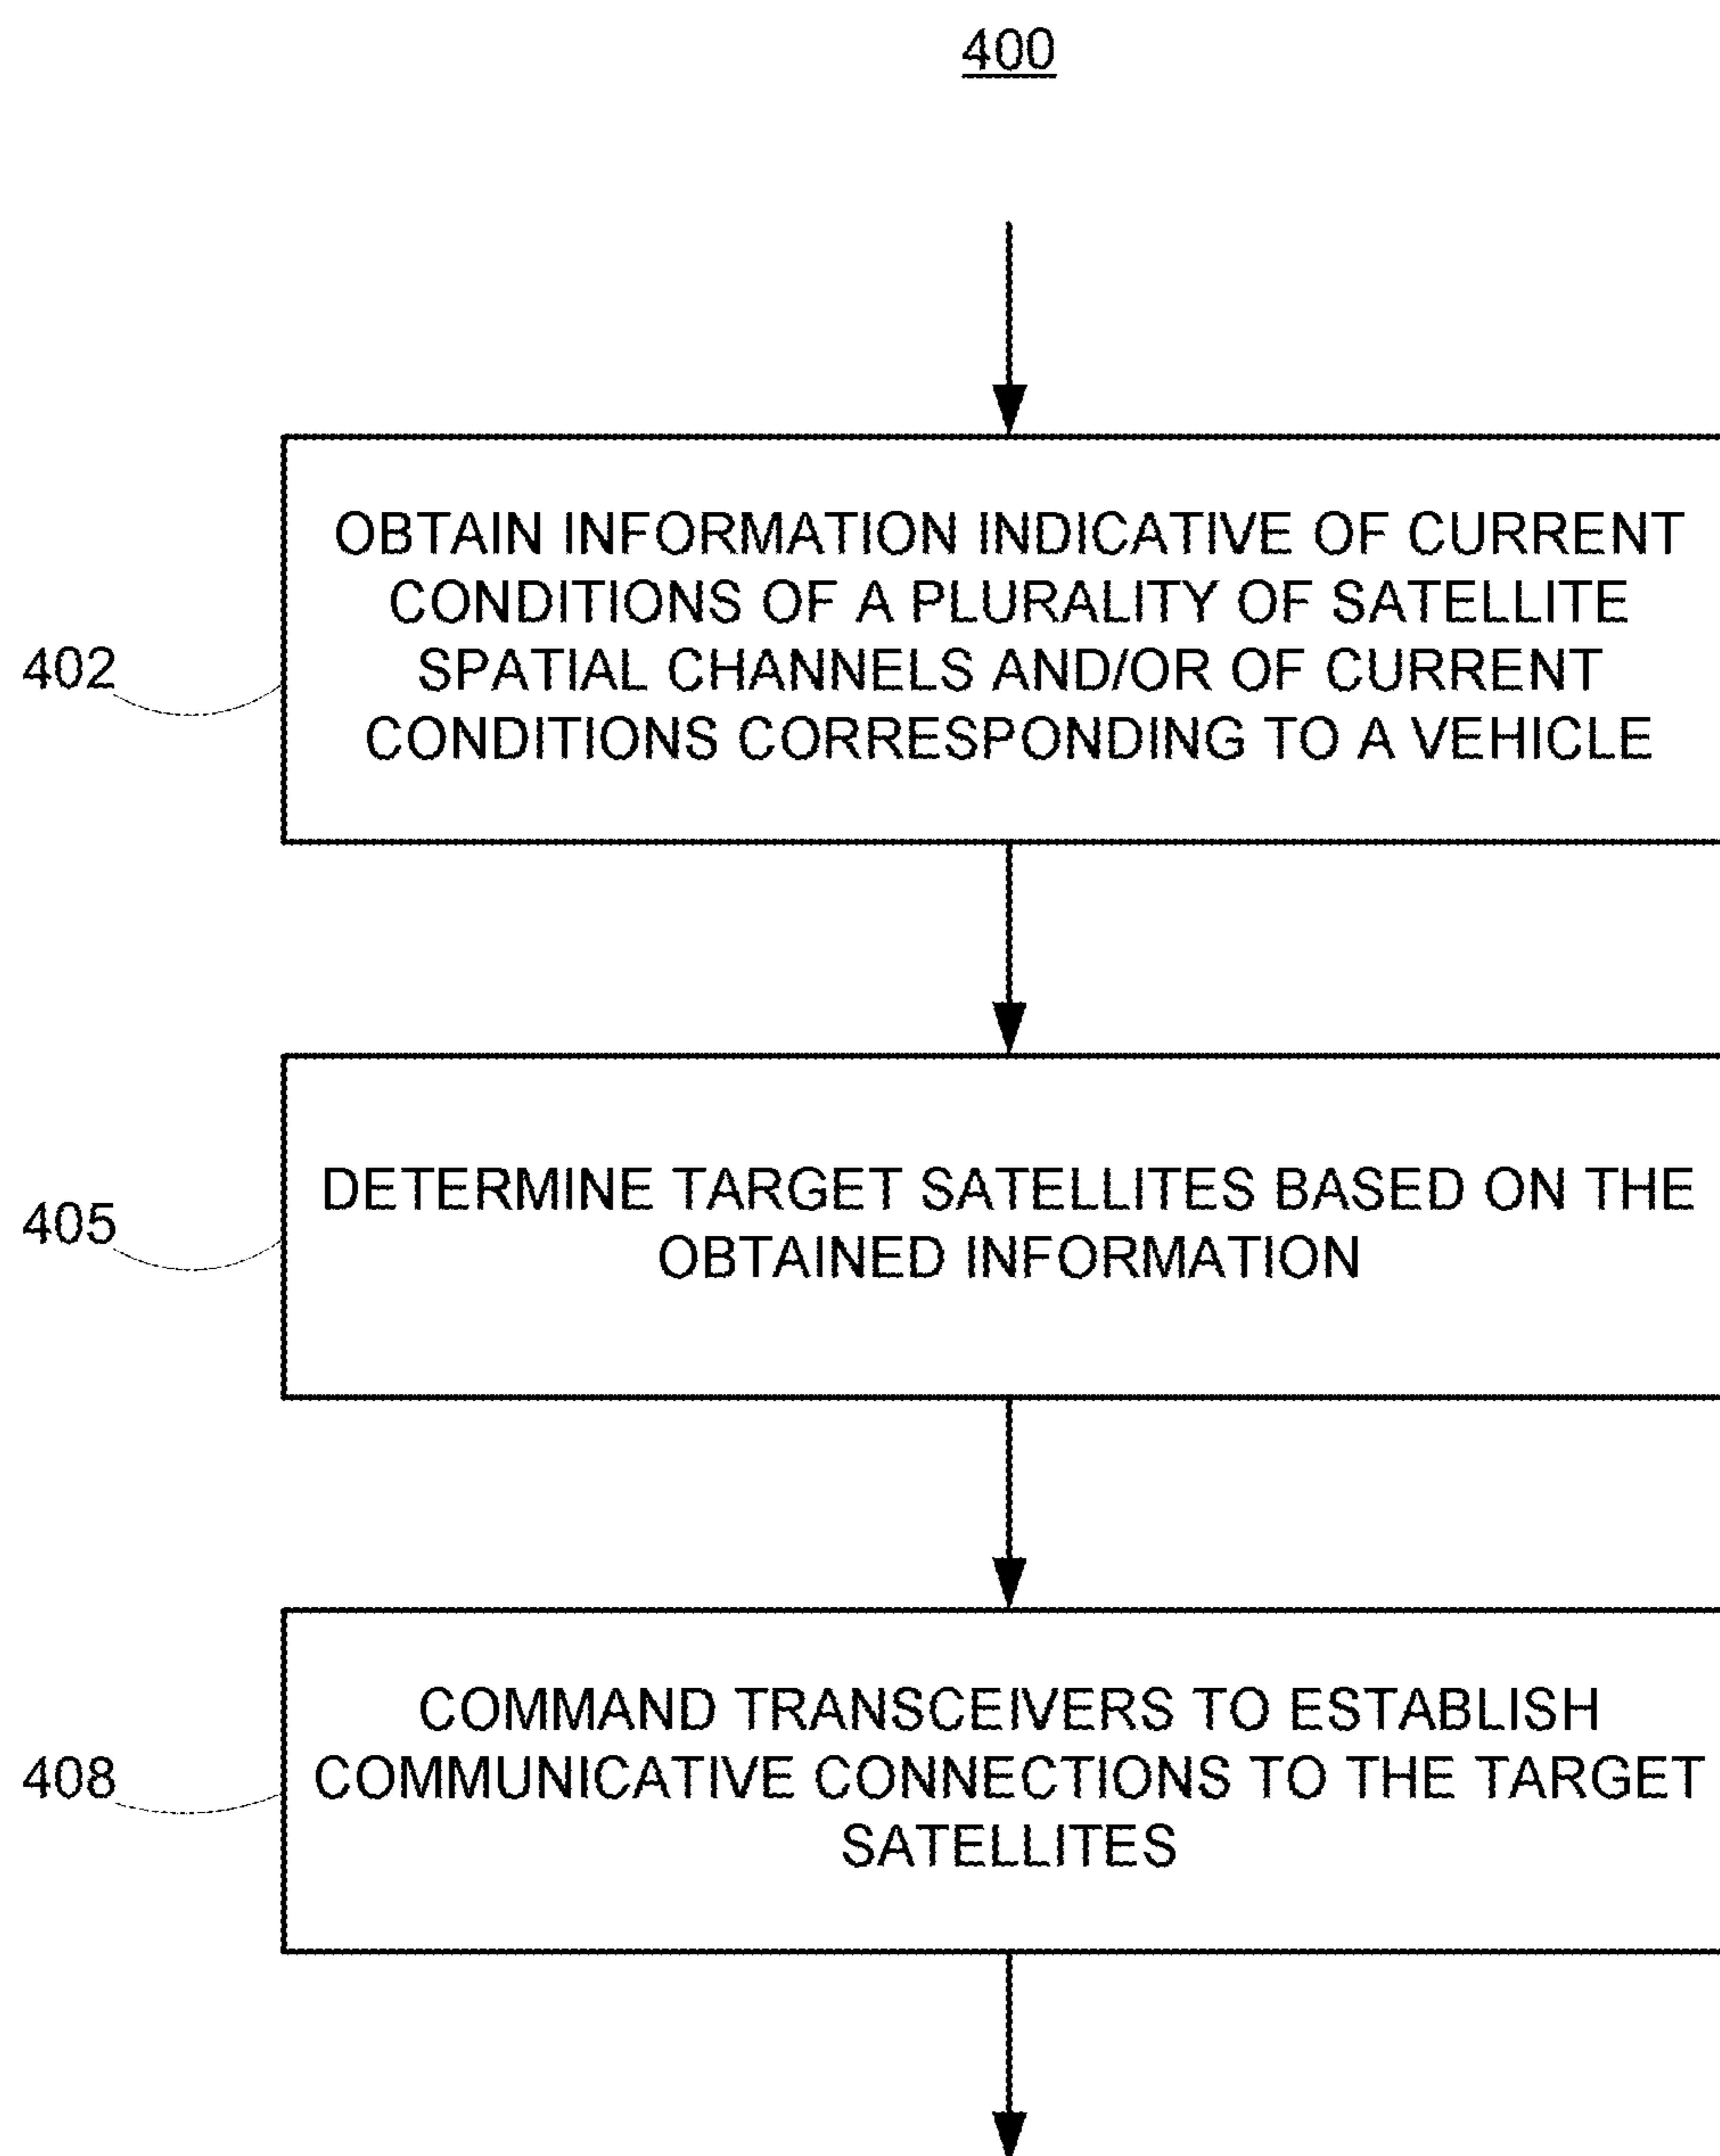 400
OBTAIN INFORMATION INDICATIVE OF CURRENT
CONDITIONS OF A PLURALITY OF SATELLITE
SPATIAL CHANNELS AND/OR OF CURRENT
CONDITIONS CORRESPONDING TO A VEHICLE
402
DETERMINE TARGET SATELLITES BASED ON THE
OBTAINED INFORMATION
405
COMMAND TRANSCEIVERS TO ESTABLISH
COMMUNICATIVE CONNECTIONS TO THE TARGET
SATELLITES
408